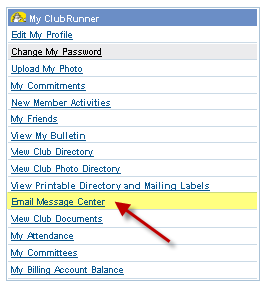 My ClubRunner
Edit My Profile
Change My Password
Upload My Photo
My Commitments
New Member Activities
My Friends
View My Bulletin
View Club Directory
View Club Photo Directory
View Printable Directory and Mailing Labels
Email Message Center
View Club Documents
My Attendance
My Committees
My Billing Account Balance